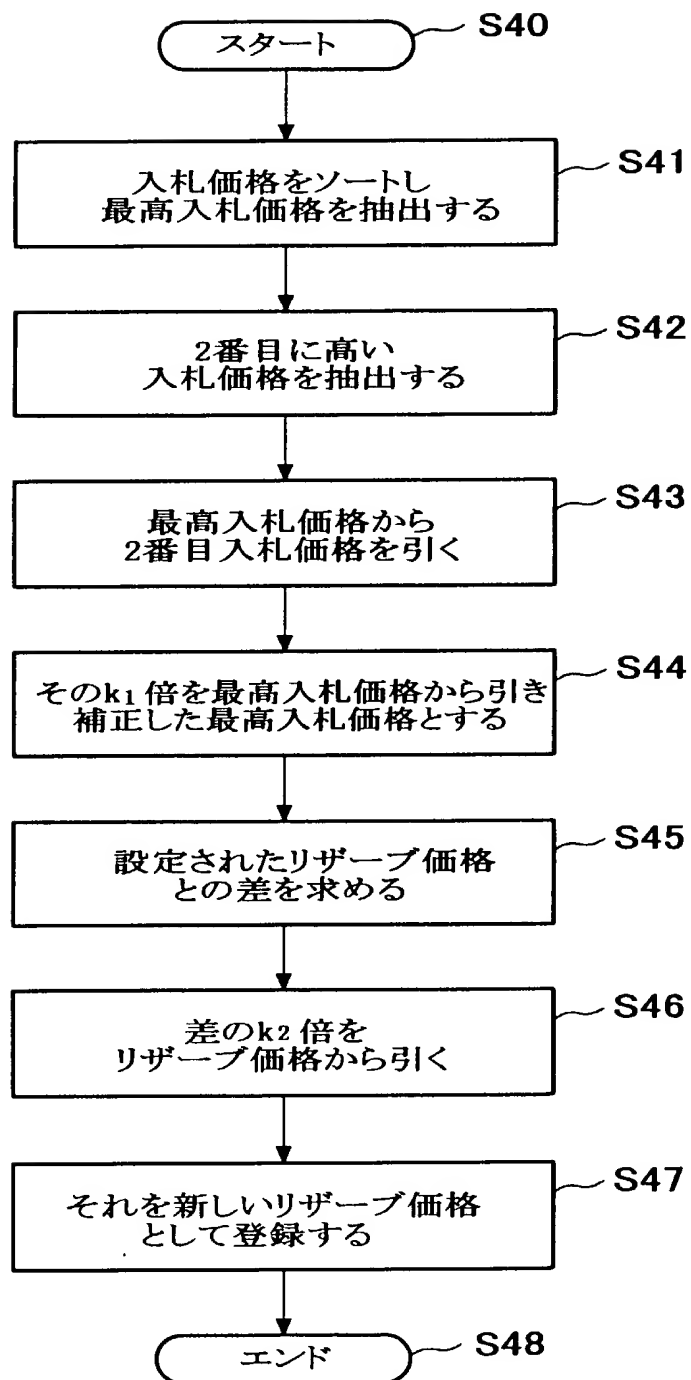 スタート
S40
入札価格をソートし
最高入札価格を抽出する
S41
2番目に高い
入札価格を抽出する
S42
最高入札価格から
2番目入札価格を引く
S43
そのk₁倍を最高入札価格から引き
補正した最高入札価格とする
S44
設定されたリザーブ価格
との差を求める
S45
差のk₂倍を
リザーブ価格から引く
S46
それを新しいリザーブ価格
として登録する
S47
エンド
S48